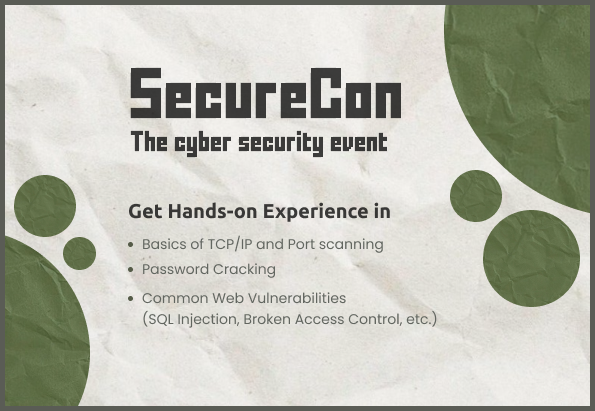 SecureCon
The cyber security event
Get Hands-on Experience in
• Basics of TCP/IP and Port scanning
• Password Cracking
• Common Web Vulnerabilities
(SQL Injection, Broken Access Control, etc.)